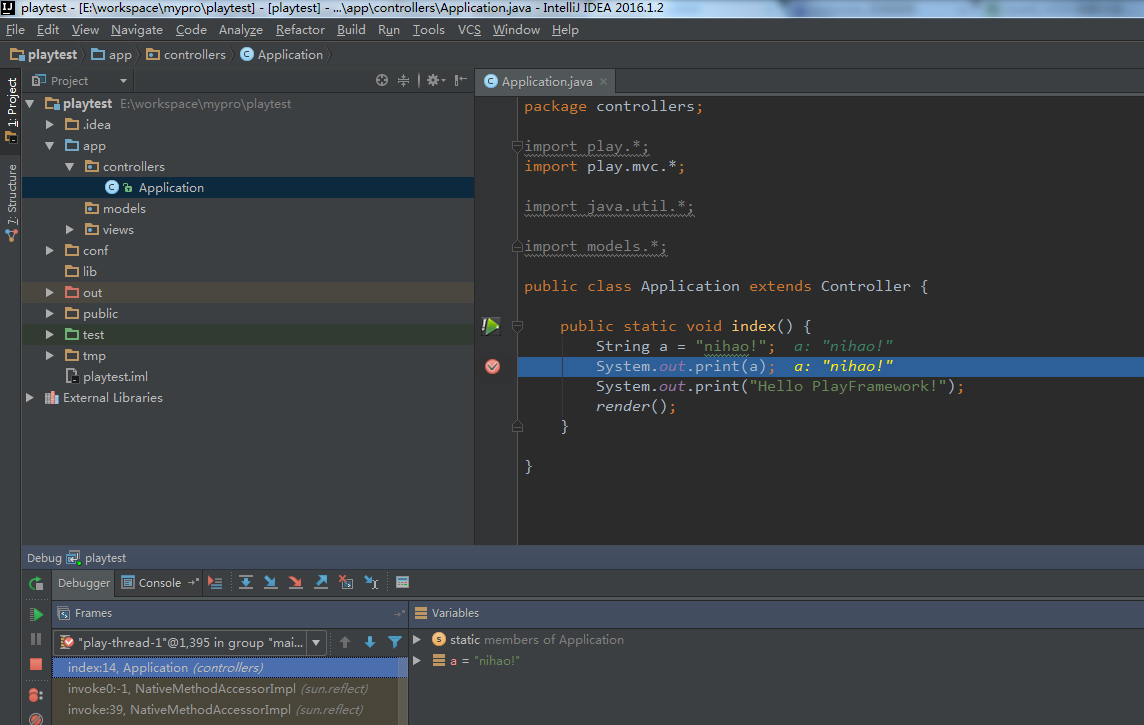 playtest - [E:\workspace\mypro\playtest] - [playtest] - ...\app\controllers\Application.java - IntelliJ IDEA 2016.1.2
File Edit View Navigate Code Analyze Refactor Build Run Tools VCS Window Help
playtest app controllers Application
1: Project
7: Structure
Project
playtest E:\workspace\mypro\playtest
.idea
app
controllers
Application
models
views
conf
lib
out
public
test
tmp
playtest.iml
External Libraries
Application.java
package controllers;
import play.*;
import play.mvc.*;
import java.util.*;
import models.*;
public class Application extends Controller {
public static void index() {
String a = "nihao!"; a: "nihao!"
System.out.print(a); a: "nihao!"
System.out.print("Hello PlayFramework!");
render();
}
}
Debug playtest
Debugger Console
Frames
"play-thread-1"@1,395 in group "mai...
index:14, Application (controllers)
invoke0:-1, NativeMethodAccessorImpl (sun.reflect)
invoke:39, NativeMethodAccessorImpl (sun.reflect)
Variables
static members of Application
a = "nihao!"